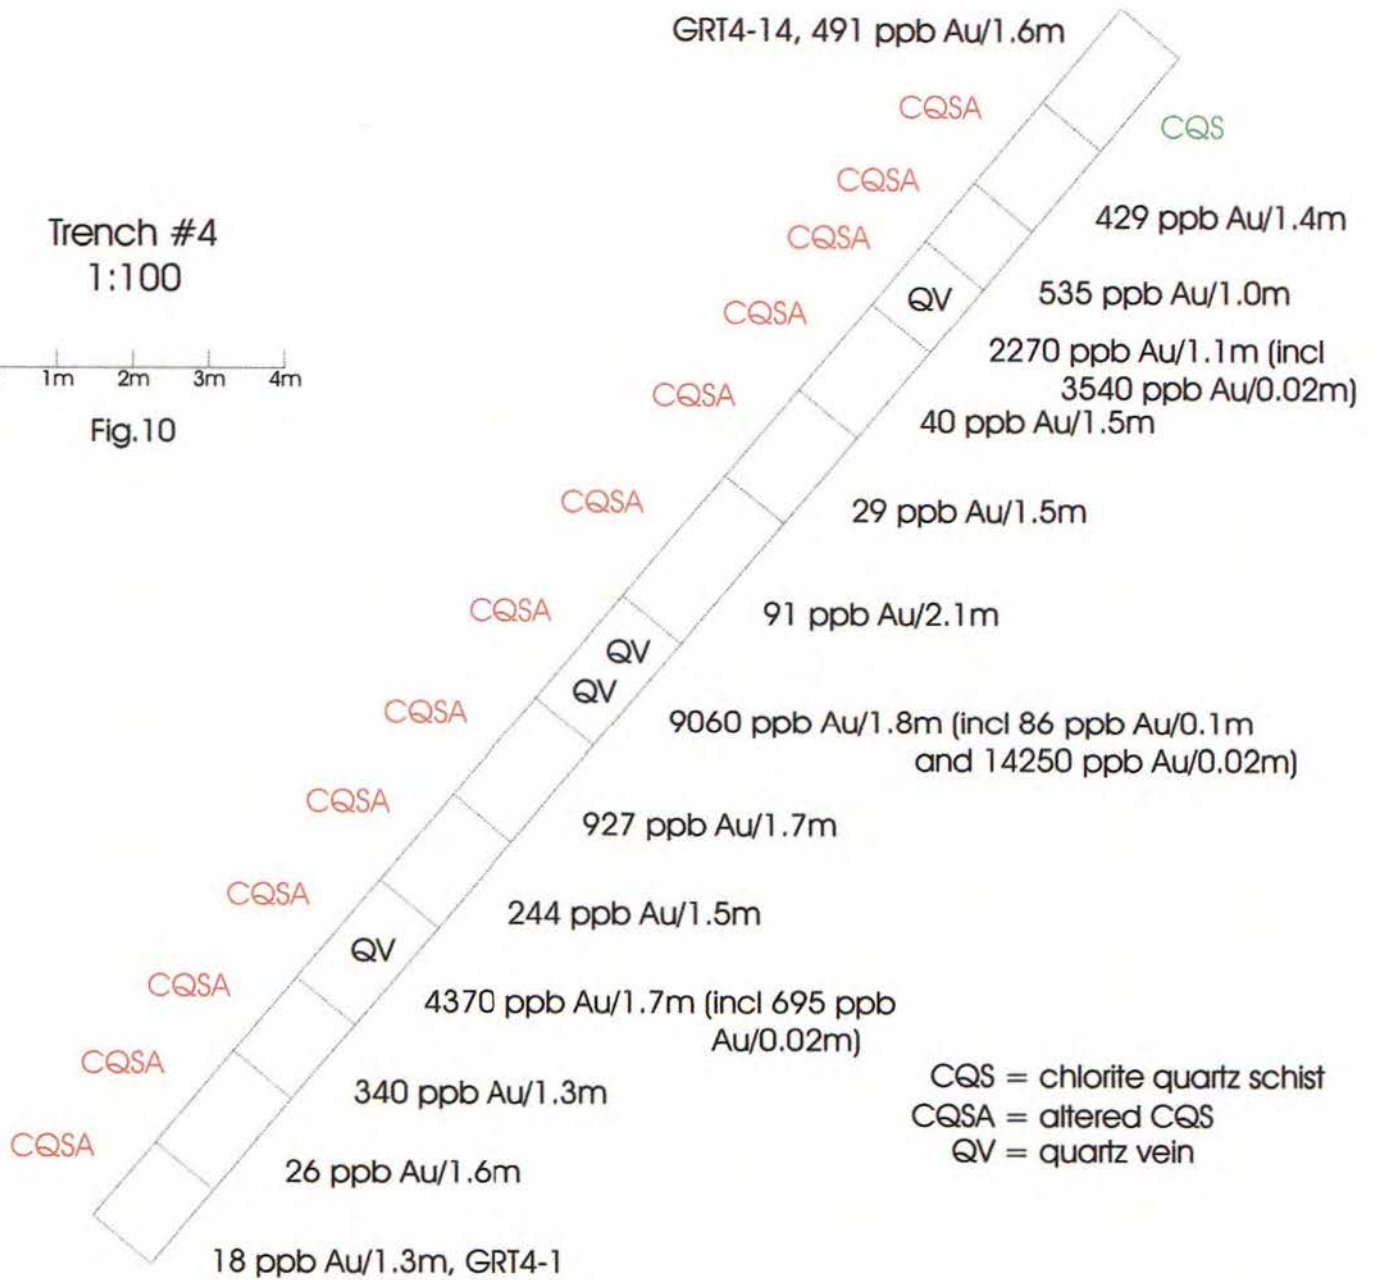 GRT4-14, 491 ppb Au/1.6m
CQSA
CQS
CQSA
429 ppb Au/1.4m
Trench #4
1:100
CQSA
535 ppb Au/1.0m
QV
CQSA
2270 ppb Au/1.1m (incl
3540 ppb Au/0.02m)
1m 2m 3m 4m
CQSA
40 ppb Au/1.5m
Fig.10
CQSA
29 ppb Au/1.5m
CQSA
91 ppb Au/2.1m
QV
QV
CQSA
9060 ppb Au/1.8m (incl 86 ppb Au/0.1m
and 14250 ppb Au/0.02m)
CQSA
927 ppb Au/1.7m
CQSA
244 ppb Au/1.5m
QV
CQSA
4370 ppb Au/1.7m (incl 695 ppb
Au/0.02m)
CQSA
340 ppb Au/1.3m
CQS = chlorite quartz schist
CQSA = altered CQS
QV = quartz vein
CQSA
26 ppb Au/1.6m
18 ppb Au/1.3m, GRT4-1